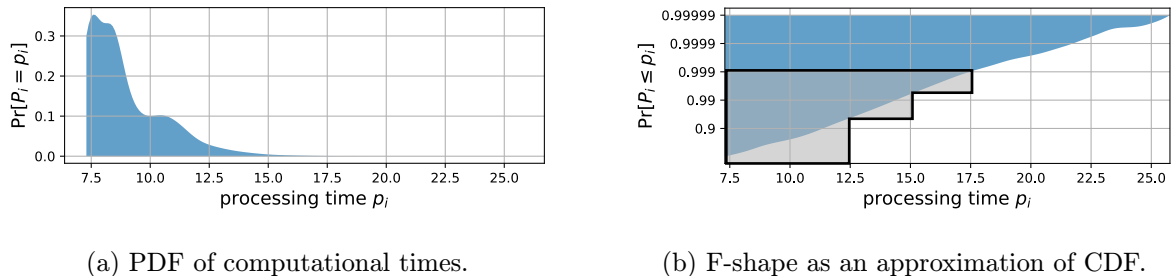 Pr[P_i = p_i]
0.3
0.2
0.1
0.0
7.5 10.0 12.5 15.0 17.5 20.0 22.5 25.0
processing time p_i
(a) PDF of computational times.
Pr[P_i ≤ p_i]
0.99999
0.9999
0.999
0.99
0.9
7.5 10.0 12.5 15.0 17.5 20.0 22.5 25.0
processing time p_i
(b) F-shape as an approximation of CDF.